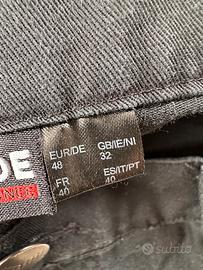 EUR/DE GB/IE/NI
48 32
FR ES/IT/PT
40 40
DE
subito